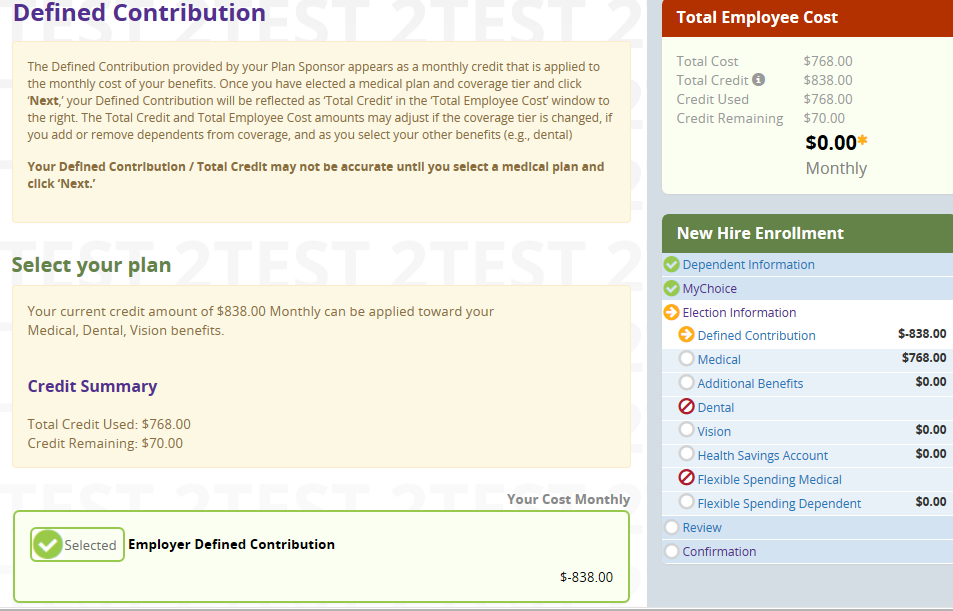 Defined Contribution
The Defined Contribution provided by your Plan Sponsor appears as a monthly credit that is applied to
the monthly cost of your benefits. Once you have elected a medical plan and coverage tier and click
‘Next,’ your Defined Contribution will be reflected as ‘Total Credit’ in the ‘Total Employee Cost’ window to
the right. The Total Credit and Total Employee Cost amounts may adjust if the coverage tier is changed, if
you add or remove dependents from coverage, and as you select your other benefits (e.g., dental)
Your Defined Contribution / Total Credit may not be accurate until you select a medical plan and
click ‘Next.’
TEST 2TEST 2TEST 2TEST 2
Select your plan
Your current credit amount of $838.00 Monthly can be applied toward your
Medical, Dental, Vision benefits.
Credit Summary
Total Credit Used: $768.00
Credit Remaining: $70.00
Your Cost Monthly
Selected Employer Defined Contribution
$-838.00
Total Employee Cost
Total Cost $768.00
Total Credit $838.00
Credit Used $768.00
Credit Remaining $70.00
$0.00*
Monthly
New Hire Enrollment
Dependent Information
MyChoice
Election Information
Defined Contribution $-838.00
Medical $768.00
Additional Benefits $0.00
Dental
Vision $0.00
Health Savings Account $0.00
Flexible Spending Medical
Flexible Spending Dependent $0.00
Review
Confirmation